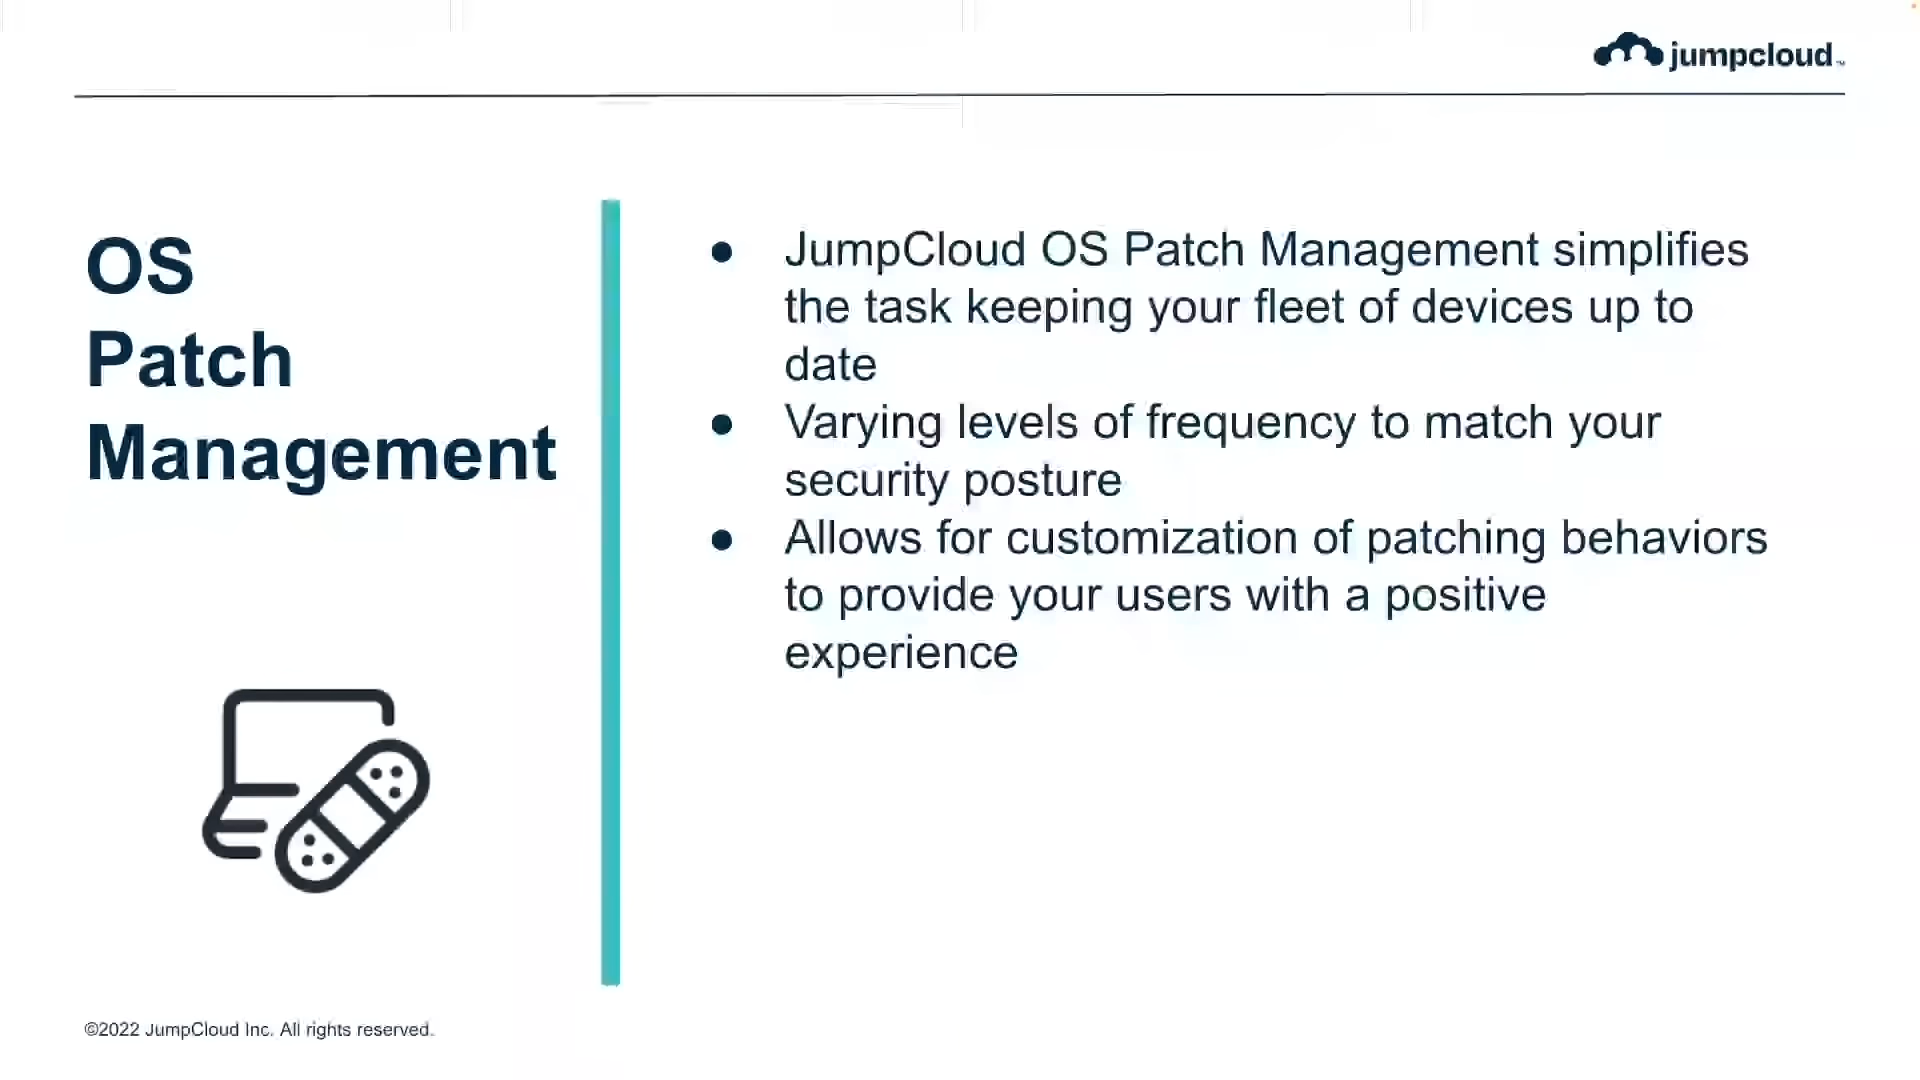 jumpcloud™
OS
Patch
Management
● JumpCloud OS Patch Management simplifies
the task keeping your fleet of devices up to
date
● Varying levels of frequency to match your
security posture
● Allows for customization of patching behaviors
to provide your users with a positive
experience
©2022 JumpCloud Inc. All rights reserved.